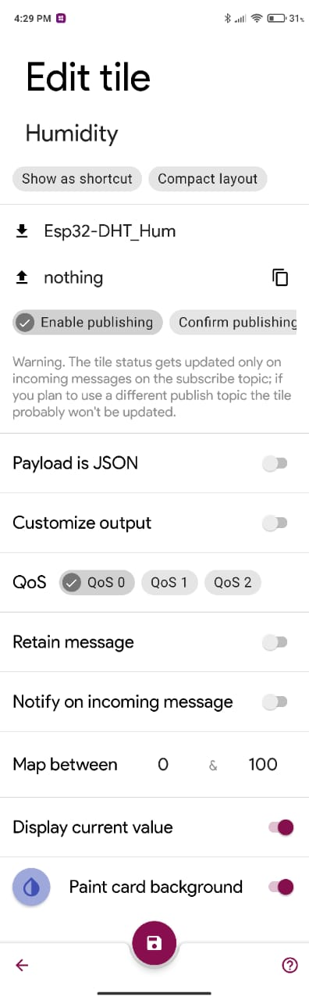 4:29 PM 31%
Edit tile
Humidity
Show as shortcut Compact layout
Esp32-DHT_Hum
nothing
Enable publishing Confirm publishing
Warning. The tile status gets updated only on
incoming messages on the subscribe topic; if
you plan to use a different publish topic the tile
probably won't be updated.
Payload is JSON
Customize output
QoS QoS 0 QoS 1 QoS 2
Retain message
Notify on incoming message
Map between 0 & 100
Display current value
Paint card background